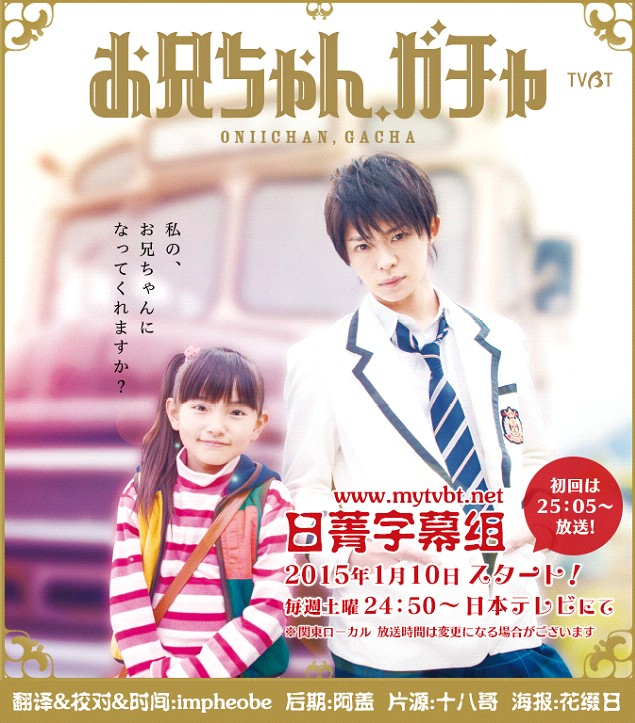 お兄ちゃん、ガチャ
TVBT
ONIICHAN, GACHA
私の、
お兄ちゃんに
なってくれますか？
www.mytvbt.net
日菁字幕组
初回は
25:05～
放送!
2015年1月10日 スタート!
毎週土曜 24:50～ 日本テレビにて
※関東ローカル 放送時間は変更になる場合がございます
翻译&校对&时间:impheobe 后期:阿盖 片源:十八哥 海报:花缀日